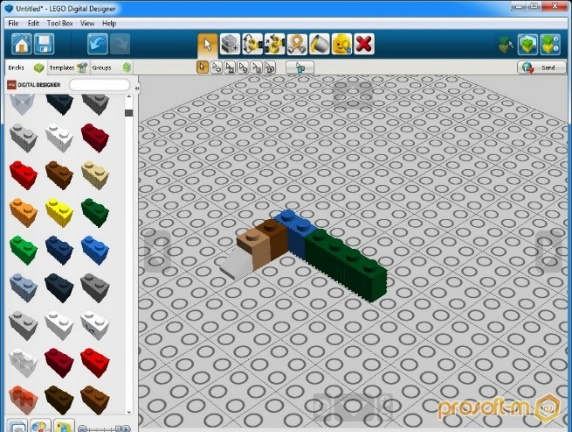 Untitled* - LEGO Digital Designer
File Edit Tool Box View Help
Bricks Templates Groups
Send
DIGITAL DESIGNER
prosoft-m